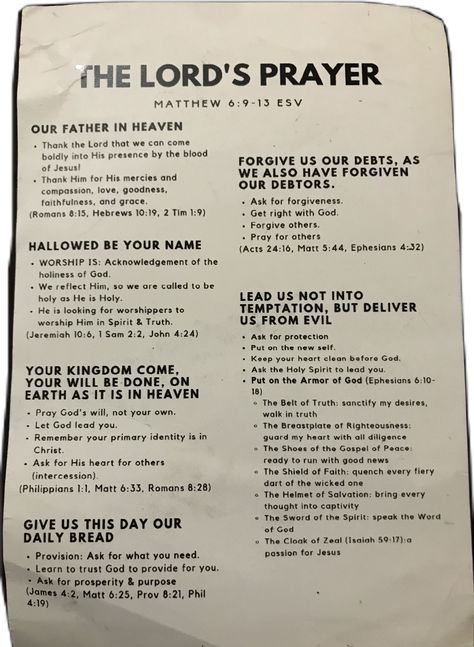 THE LORD'S PRAYER
MATTHEW 6:9-13 ESV
OUR FATHER IN HEAVEN
• Thank the Lord that we can come
boldly into His presence by the blood
of Jesus!
• Thank Him for His mercies and
compassion, love, goodness,
faithfulness, and grace.
(Romans 8:15, Hebrews 10:19, 2 Tim 1:9)
HALLOWED BE YOUR NAME
• WORSHIP IS: Acknowledgement of the
holiness of God.
• We reflect Him, so we are called to be
holy as He is Holy.
• He is looking for worshippers to
worship Him in Spirit & Truth.
(Jeremiah 10:6, 1 Sam 2:2, John 4:24)
YOUR KINGDOM COME,
YOUR WILL BE DONE, ON
EARTH AS IT IS IN HEAVEN
• Pray God's will, not your own.
• Let God lead you.
• Remember your primary identity is in
Christ.
• Ask for His heart for others
(intercession)
(Philippians 1:1, Matt 6:33, Romans 8:28)
GIVE US THIS DAY OUR
DAILY BREAD
• Provision: Ask for what you need.
• Learn to trust God to provide for you.
• Ask for prosperity & purpose
(James 4:2, Matt 6:25, Prov 8:21, Phil
4:19)
FORGIVE US OUR DEBTS, AS
WE ALSO HAVE FORGIVEN
OUR DEBTORS.
• Ask for forgiveness.
• Get right with God.
• Forgive others.
• Pray for others
(Acts 24:16, Matt 5:44, Ephesians 4:32)
LEAD US NOT INTO
TEMPTATION, BUT DELIVER
US FROM EVIL
• Ask for protection
• Put on the new self.
• Keep your heart clean before God.
• Ask the Holy Spirit to lead you.
• Put on the Armor of God (Ephesians 6:10-
18)
○ The Belt of Truth: sanctify my desires,
walk in truth
○ The Breastplate of Righteousness:
guard my heart with all diligence
○ The Shoes of the Gospel of Peace:
ready to run with good news
○ The Shield of Faith: quench every fiery
dart of the wicked one
○ The Helmet of Salvation: bring every
thought into captivity
○ The Sword of the Spirit: speak the Word
of God
○ The Cloak of Zeal (Isaiah 59:17):a
passion for Jesus